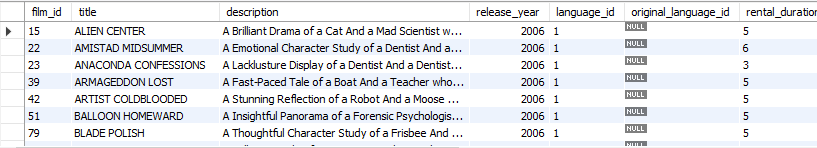 film_id title description release_year language_id original_language_id rental_duration
15 ALIEN CENTER A Brilliant Drama of a Cat And a Mad Scientist w... 2006 1 NULL 5
22 AMISTAD MIDSUMMER A Emotional Character Study of a Dentist And a... 2006 1 NULL 6
23 ANACONDA CONFESSIONS A Lacklusture Display of a Dentist And a Dentist... 2006 1 NULL 3
39 ARMAGEDDON LOST A Fast-Paced Tale of a Boat And a Teacher who... 2006 1 NULL 5
42 ARTIST COLDBLOODED A Stunning Reflection of a Robot And a Moose ... 2006 1 NULL 5
51 BALLOON HOMEWARD A Insightful Panorama of a Forensic Psychologis... 2006 1 NULL 5
79 BLADE POLISH A Thoughtful Character Study of a Frisbee And ... 2006 1 NULL 5